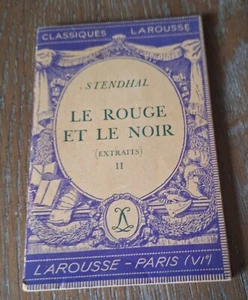 CLASSIQUES LAROUSSE
STENDHAL
LE ROUGE
ET LE NOIR
(EXTRAITS)
II
LAROUSSE - PARIS (VIe)